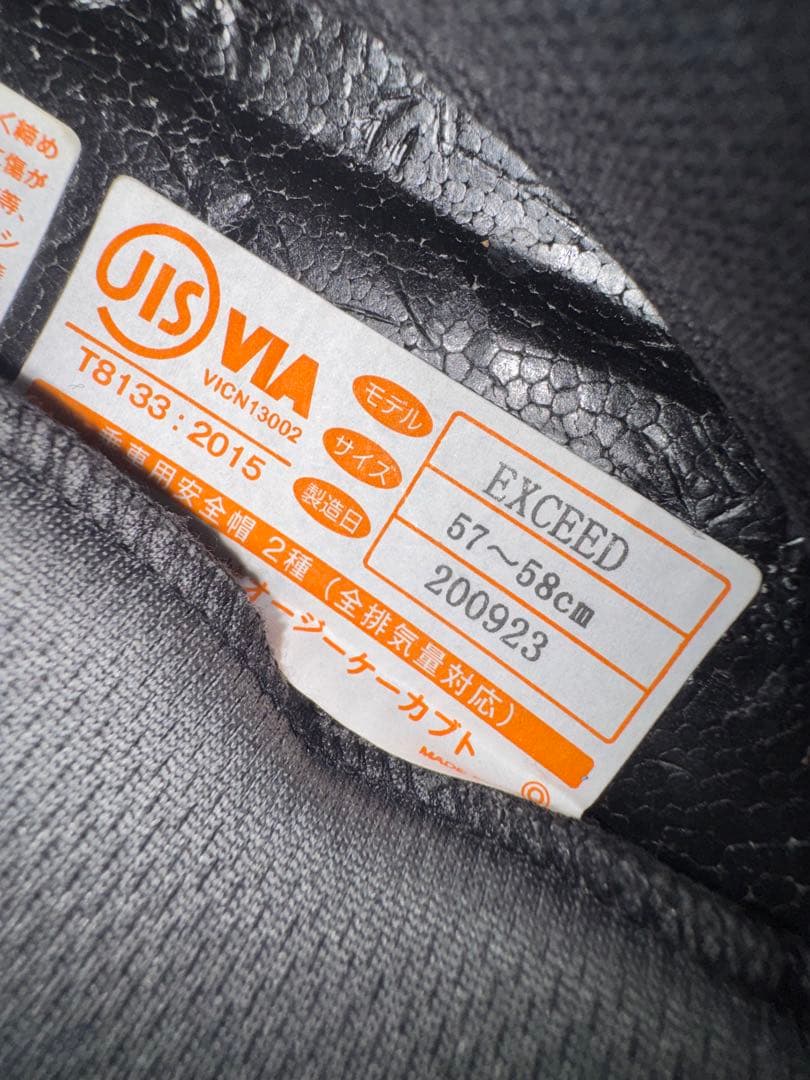 く締め
傷が
等、
シ
JIS VIA
VICN13002
T8133:2015
モデル EXCEED
サイズ 57～58cm
製造日 200923
乗車用安全帽 2種 (全排気量対応)
オージーケーカブト
MADE